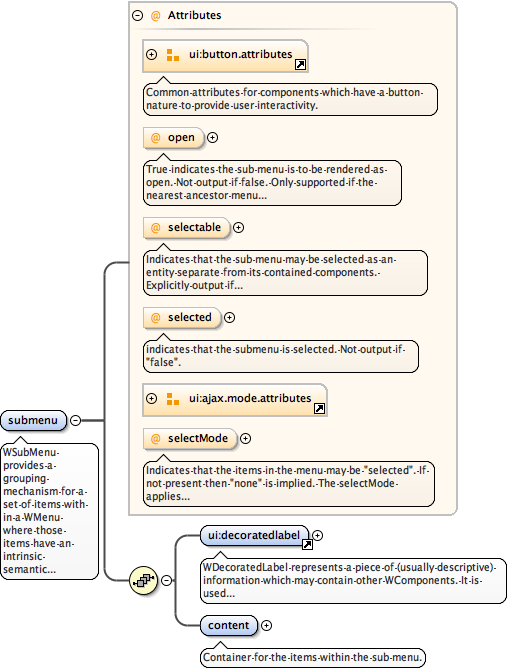 @ Attributes
ui:button.attributes
Common-attributes-for-components-which-have-a-button-
nature-to-provide-user-interactivity.
@ open
True-indicates-the-sub-menu-is-to-be-rendered-as-
open.-Not-output-if-false.-Only-supported-if-the-
nearest-ancestor-menu...
@ selectable
Indicates-that-the-sub-menu-may-be-selected-as-an-
entity-separate-from-its-contained-components.-
Explicitly-output-if...
@ selected
indicates-that-the-submenu-is-selected.-Not-output-if-
"false".
ui:ajax.mode.attributes
@ selectMode
Indicates-that-the-items-in-the-menu-may-be-"selected".-If-
not-present-then-"none"-is-implied.-The-selectMode-
applies...
submenu
WSubMenu-
provides-a-
grouping-
mechanism-for-a-
set-of-items-with-
in-a-WMenu-
where-those-
items-have-an-
intrinsic-
semantic...
ui:decoratedlabel
WDecoratedLabel-represents-a-piece-of-(usually-descriptive)-
information-which-may-contain-other-WComponents.-It-is-
used...
content
Container-for-the-items-within-the-sub-menu.